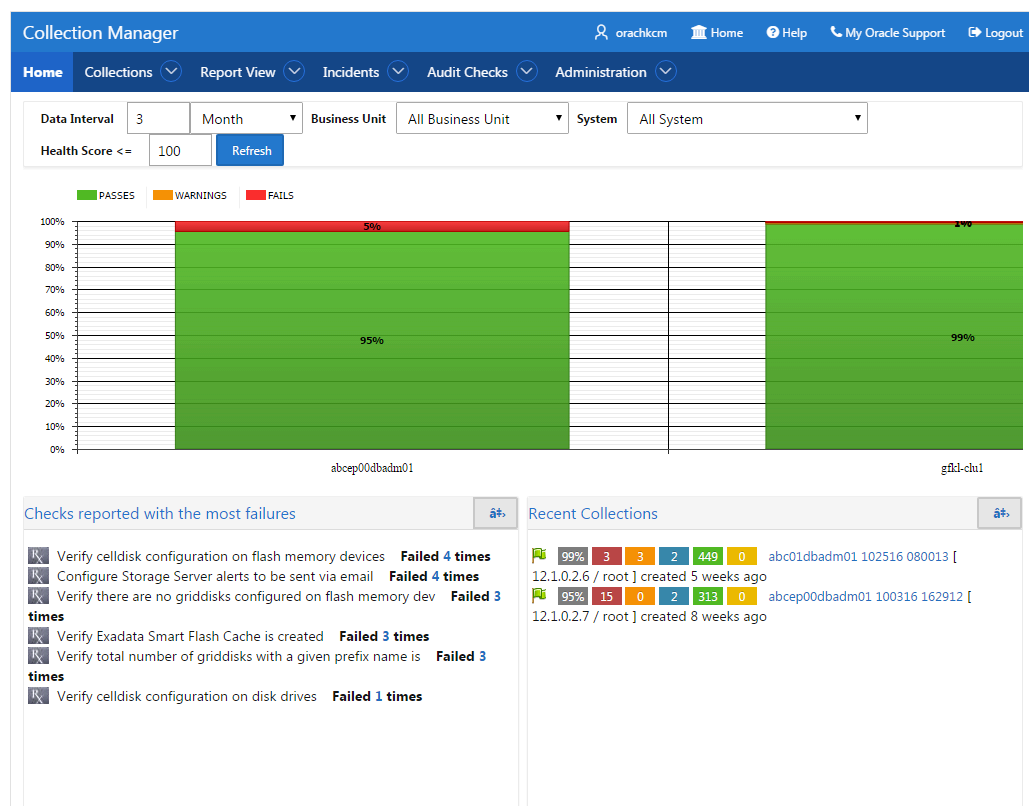 Collection Manager
orachkcm Home Help My Oracle Support Logout
Home Collections Report View Incidents Audit Checks Administration
Data Interval 3 Month Business Unit All Business Unit System All System
Health Score <= 100 Refresh
PASSES WARNINGS FAILS
100%
5% 1%
90%
80%
70%
60%
50%
95% 99%
40%
30%
20%
10%
0%
abcep00dbadm01 gfkl-clu1
Checks reported with the most failures â‡›
Rx Verify celldisk configuration on flash memory devices Failed 4 times
Rx Configure Storage Server alerts to be sent via email Failed 4 times
Rx Verify there are no griddisks configured on flash memory dev Failed 3
times
Rx Verify Exadata Smart Flash Cache is created Failed 3 times
Rx Verify total number of griddisks with a given prefix name is Failed 3
times
Rx Verify celldisk configuration on disk drives Failed 1 times
Recent Collections â‡›
99% 3 3 2 449 0 abc01dbadm01 102516 080013 [
12.1.0.2.6 / root ] created 5 weeks ago
95% 15 0 2 313 0 abcep00dbadm01 100316 162912 [
12.1.0.2.7 / root ] created 8 weeks ago